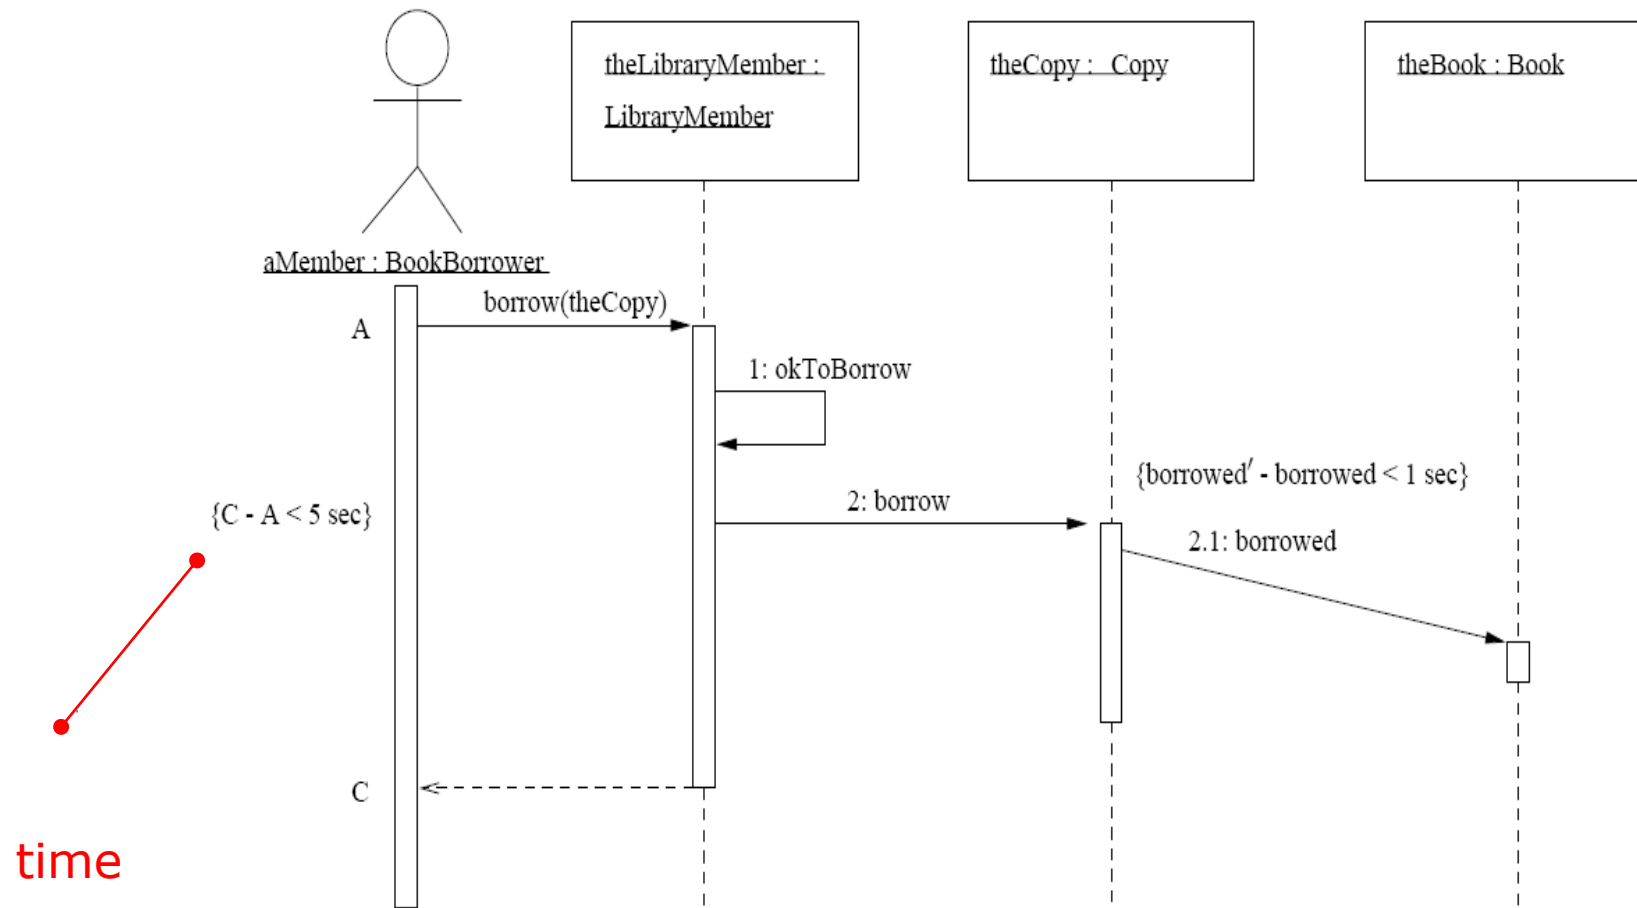 theLibraryMember :
LibraryMember
theCopy : Copy
theBook : Book
aMember : BookBorrower
borrow(theCopy)
A
1: okToBorrow
{borrowed′ - borrowed < 1 sec}
2: borrow
{C - A < 5 sec}
2.1: borrowed
C
time